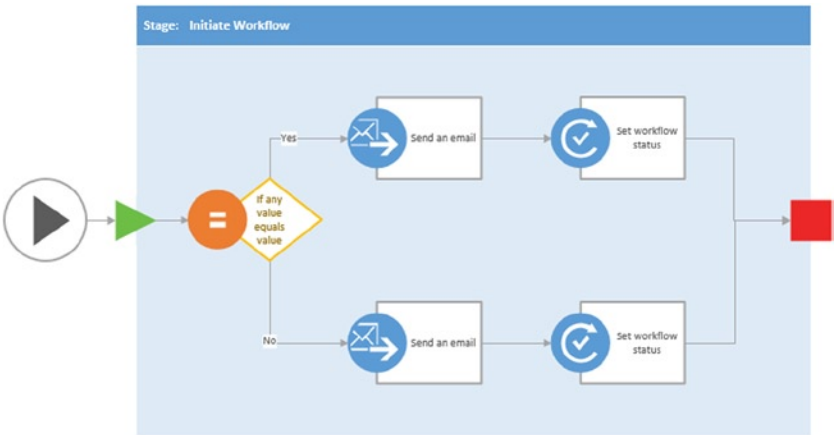 Stage: Initiate Workflow
Yes
Send an email
Set workflow
status
If any
value
equals
value
No
Send an email
Set workflow
status